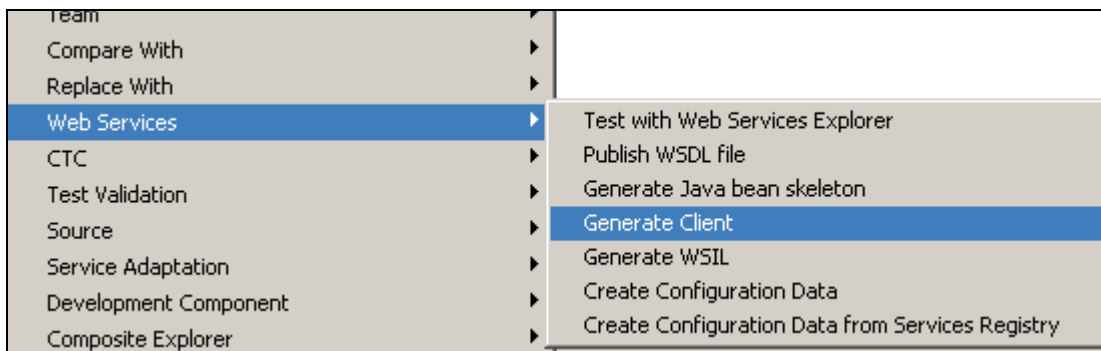 Team
Compare With
Replace With
Web Services
CTC
Test Validation
Source
Service Adaptation
Development Component
Composite Explorer
Test with Web Services Explorer
Publish WSDL file
Generate Java bean skeleton
Generate Client
Generate WSIL
Create Configuration Data
Create Configuration Data from Services Registry